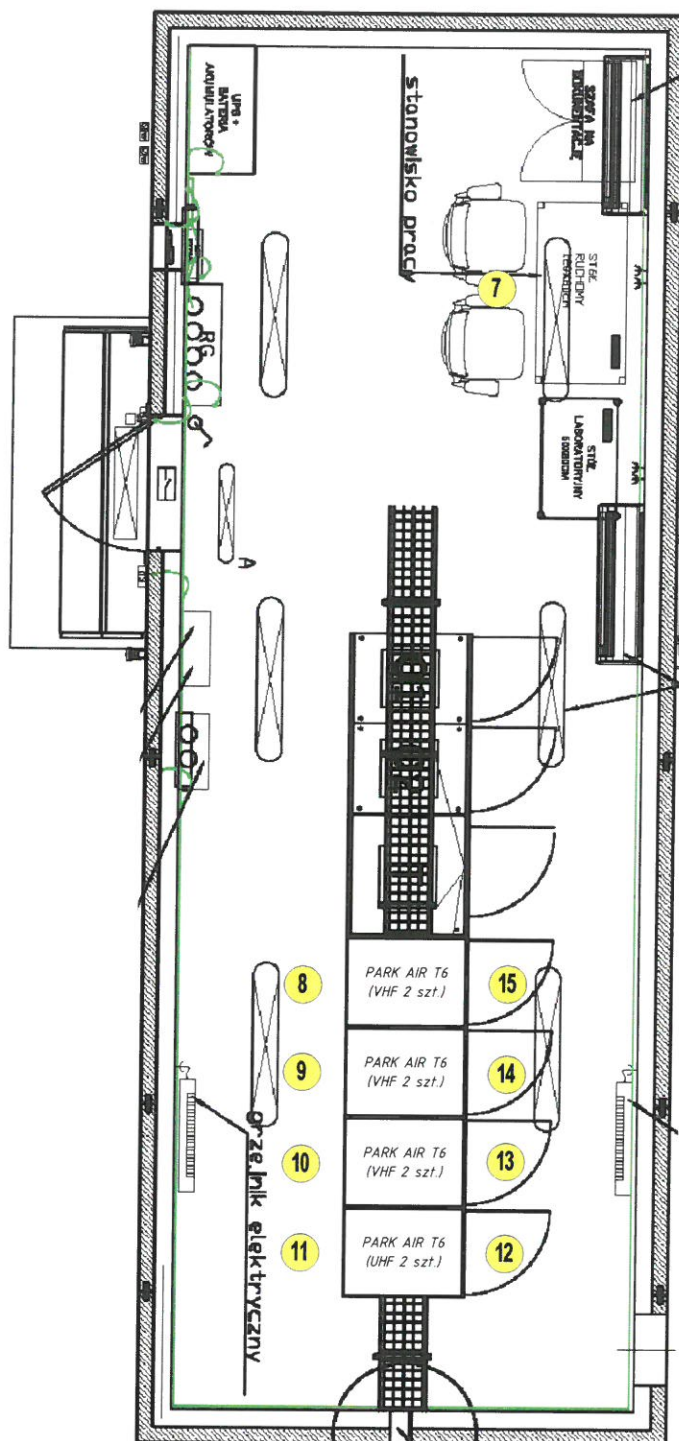 UPS +
BATERIA
AKUMULATORÓW
stanowisko pracy
SZAFA NA
DOKUMENTACJĘ
STÓŁ
RUCHOMY
7
RG
STÓŁ
LABORATORYJNY
A
8
PARK AIR T6
(VHF 2 szt.)
15
9
PARK AIR T6
(VHF 2 szt.)
14
10
PARK AIR T6
(VHF 2 szt.)
13
11
PARK AIR T6
(UHF 2 szt.)
12
grzejnik elektryczny